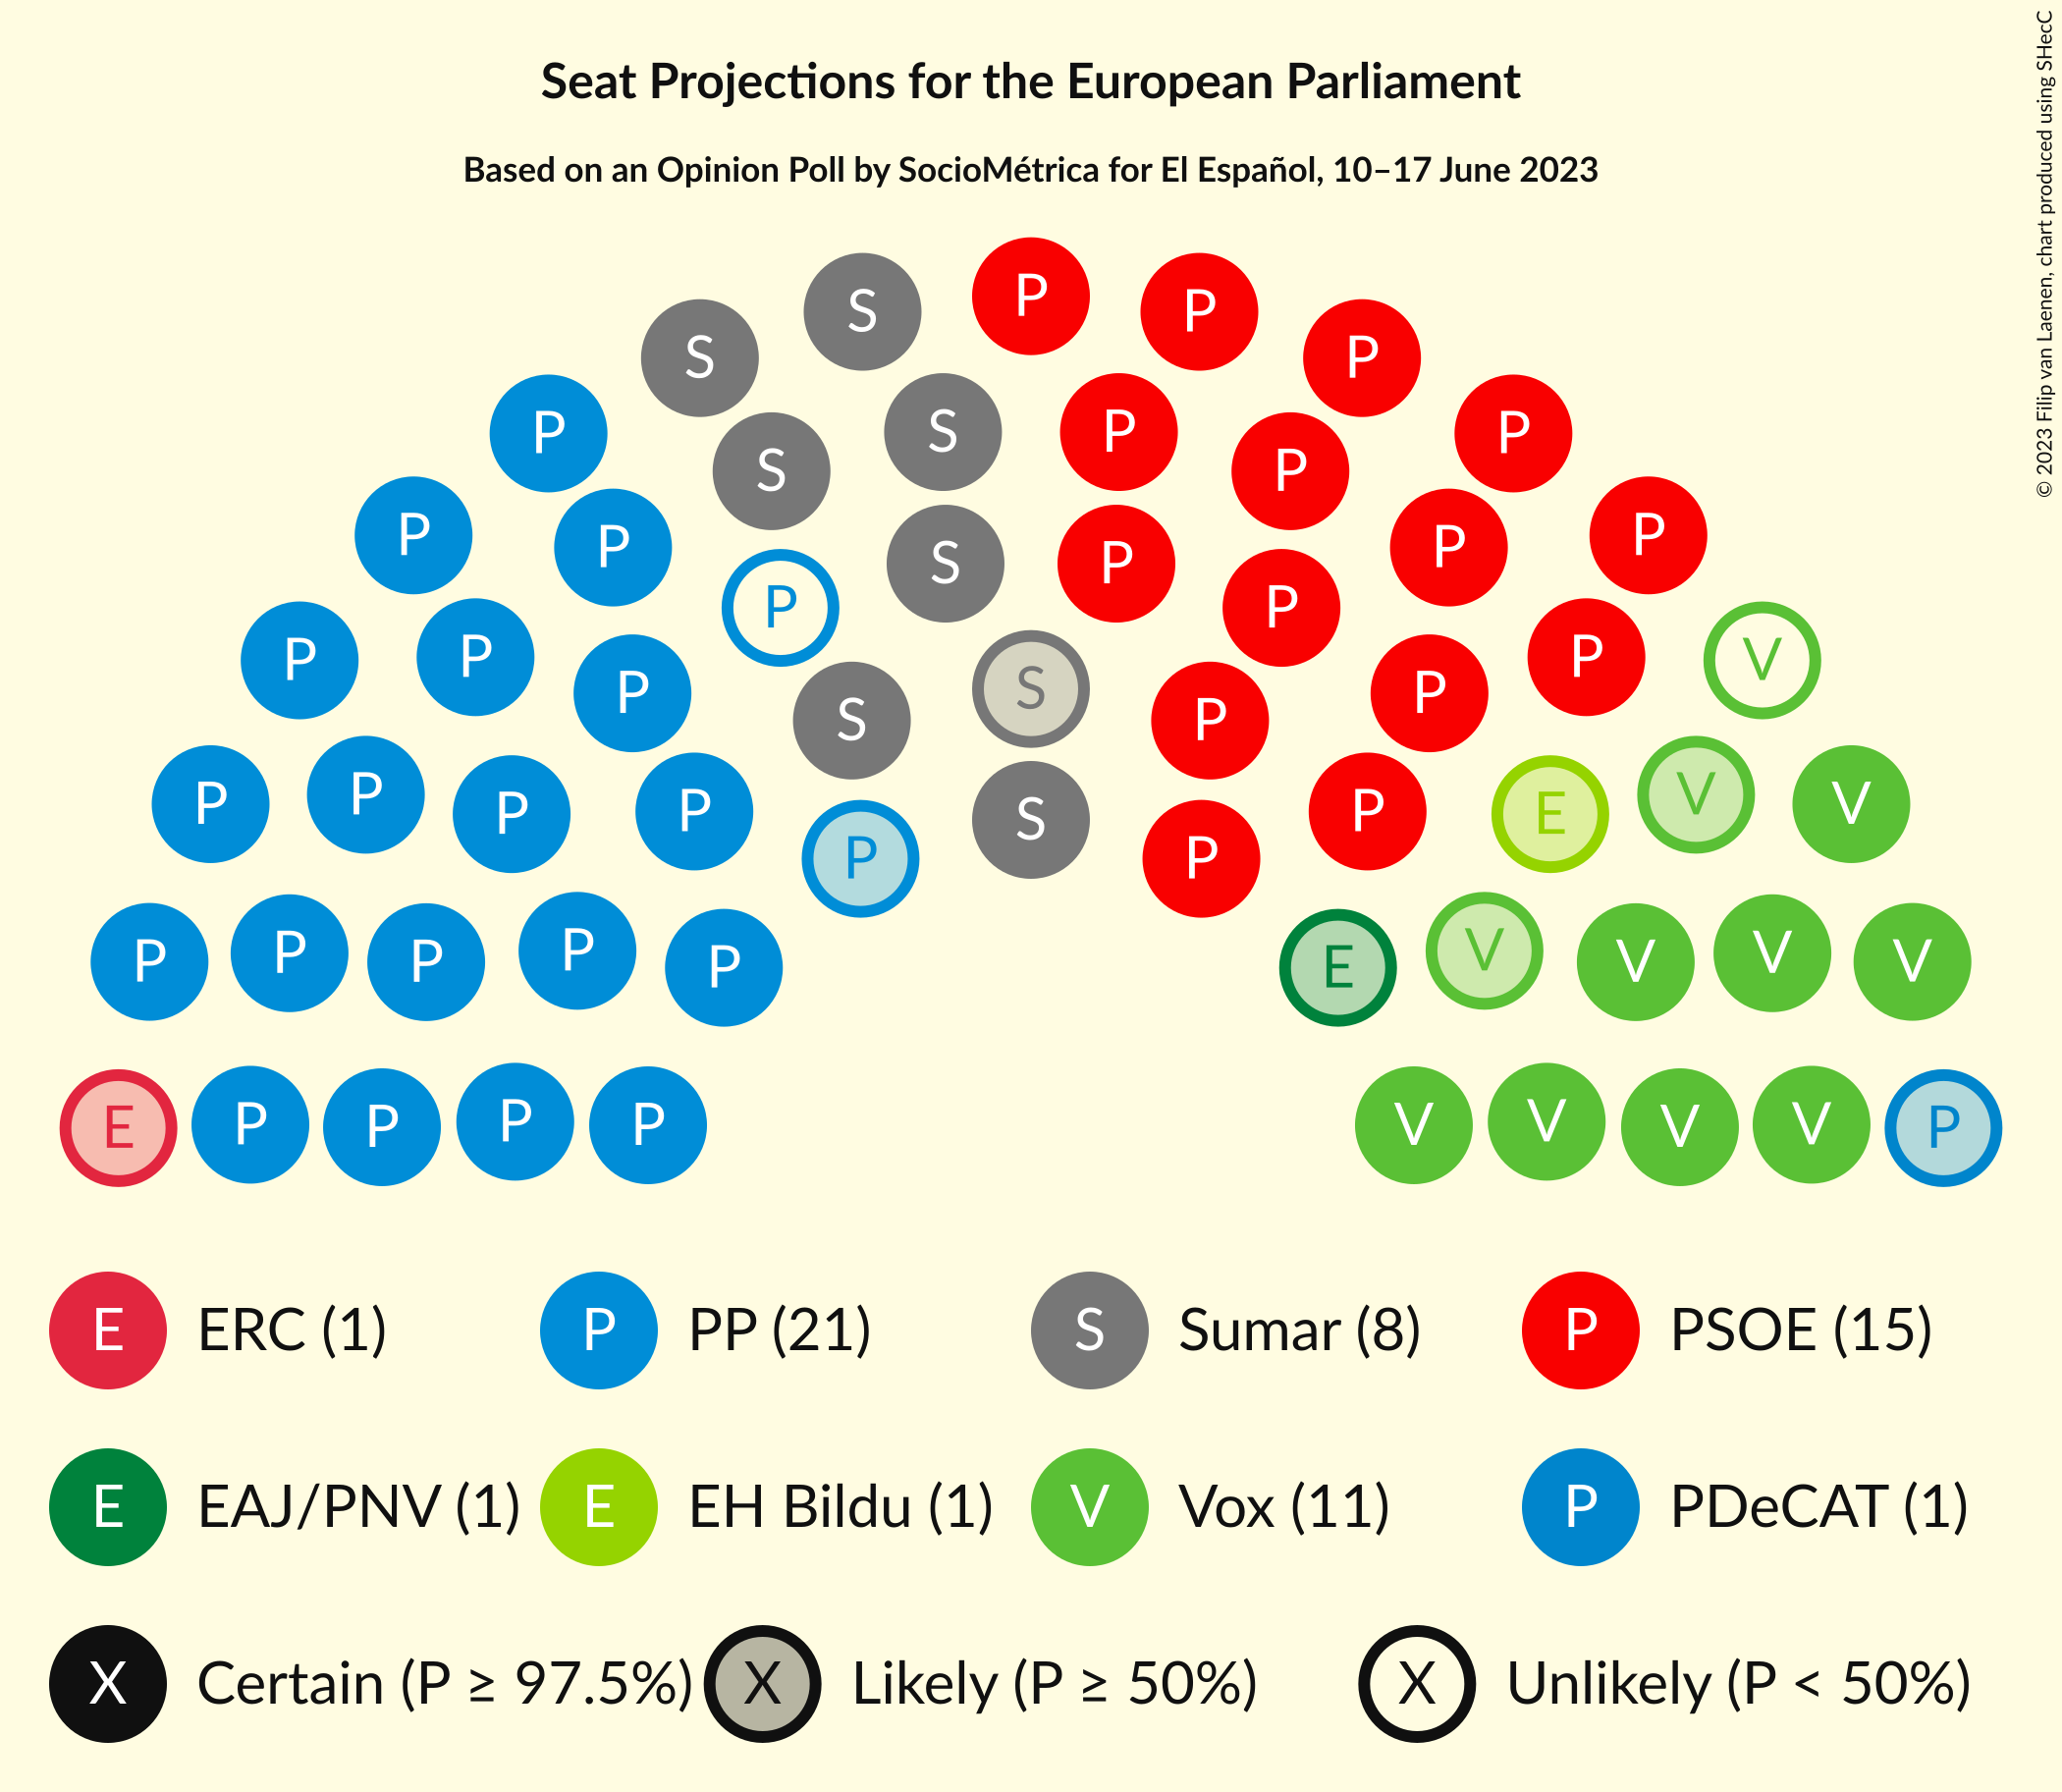 Seat Projections for the European Parliament
Based on an Opinion Poll by SocioMétrica for El Español, 10–17 June 2023
© 2023 Filip van Laenen, chart produced using SHecC
S S P P P
P S S P P P
P P P S P P P P
P P P S S P P P V
P P P P P S P P E V V
P P P P P E V V V V
E P P P P V V V V P
E ERC (1) P PP (21) S Sumar (8) P PSOE (15)
E EAJ/PNV (1) E EH Bildu (1) V Vox (11) P PDeCAT (1)
X Certain (P ≥ 97.5%) X Likely (P ≥ 50%) X Unlikely (P < 50%)